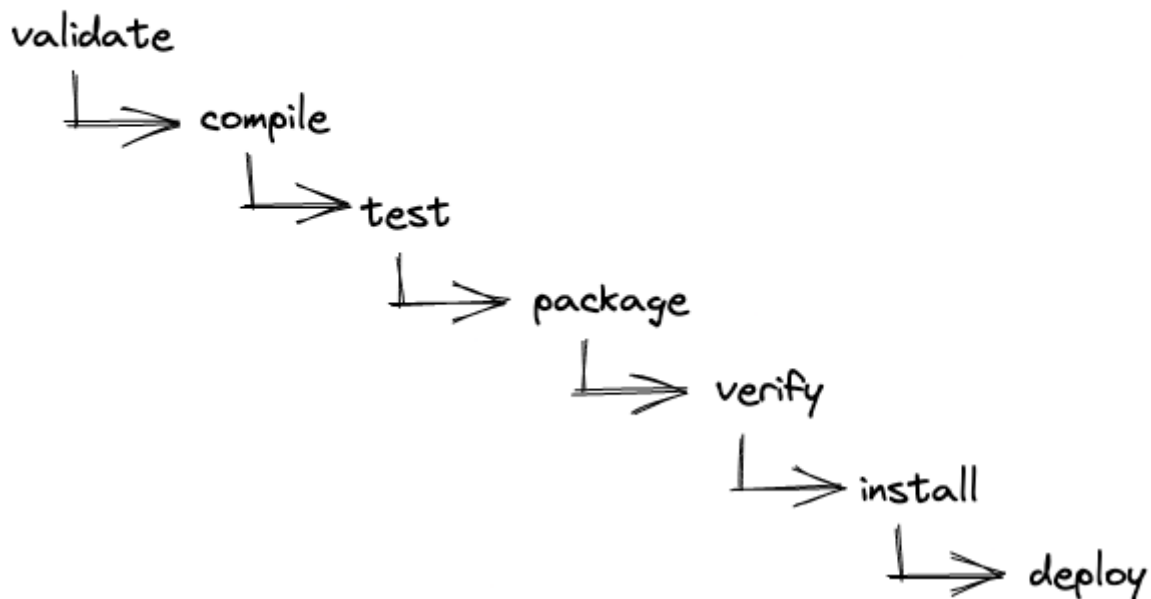 validate
compile
test
package
verify
install
deploy